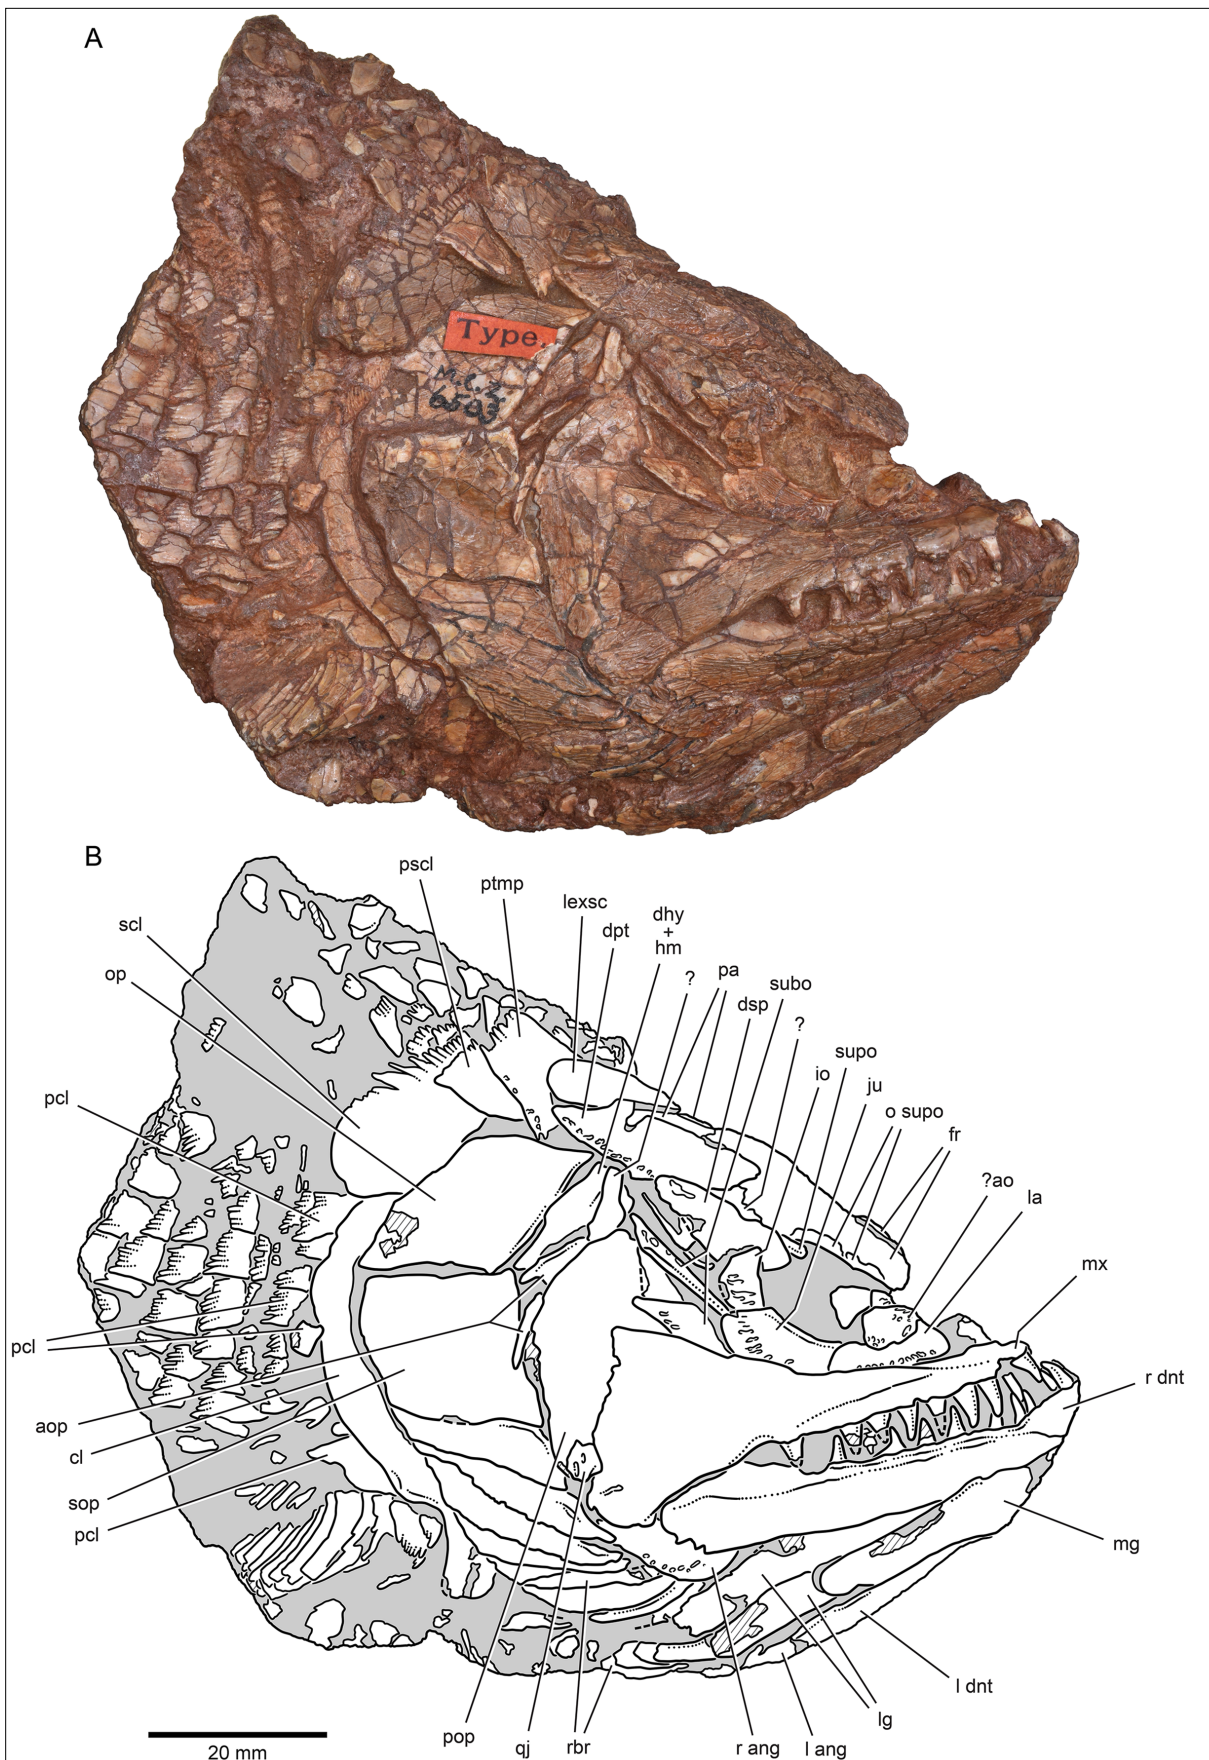 A
Type.
M.C.Z.
6503
B
pscl
ptmp
lexsc
dpt
dhy
+
hm
?
pa
dsp
subo
?
supo
io
ju
o supo
fr
?ao
la
mx
r dnt
mg
l dnt
lg
l ang
r ang
rbr
qj
pop
scl
op
pcl
pcl
aop
cl
sop
pcl
20 mm